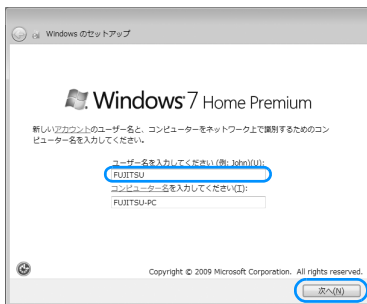 Windows のセットアップ
Windows 7 Home Premium
新しいアカウントのユーザー名と、コンピューターをネットワーク上で識別するためのコン
ピューター名を入力してください。
ユーザー名を入力してください (例: John)(U):
FUJITSU
コンピューター名を入力してください(T):
FUJITSU-PC
Copyright © 2009 Microsoft Corporation. All rights reserved.
次へ(N)